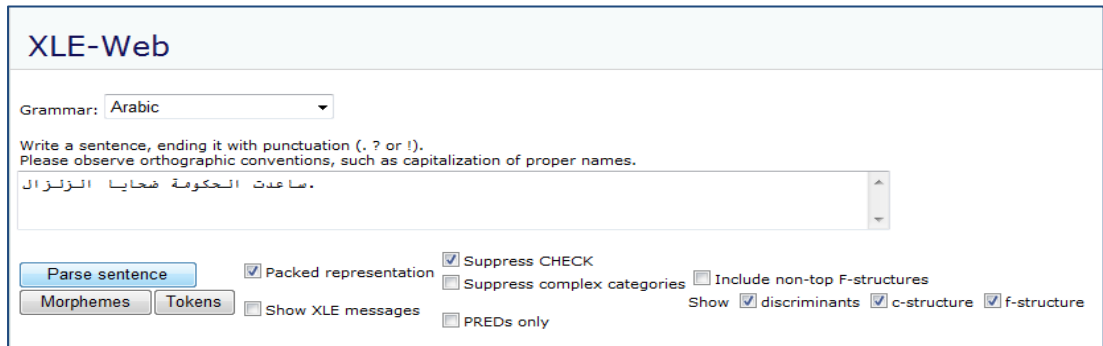 XLE-Web
Grammar: Arabic
Write a sentence, ending it with punctuation (. ? or !).
Please observe orthographic conventions, such as capitalization of proper names.
ساعدت الحكومة ضحايا الزلزال.
Parse sentence
Packed representation
Suppress CHECK
Suppress complex categories
Include non-top F-structures
Morphemes Tokens
Show XLE messages
PREDs only
Show discriminants c-structure f-structure